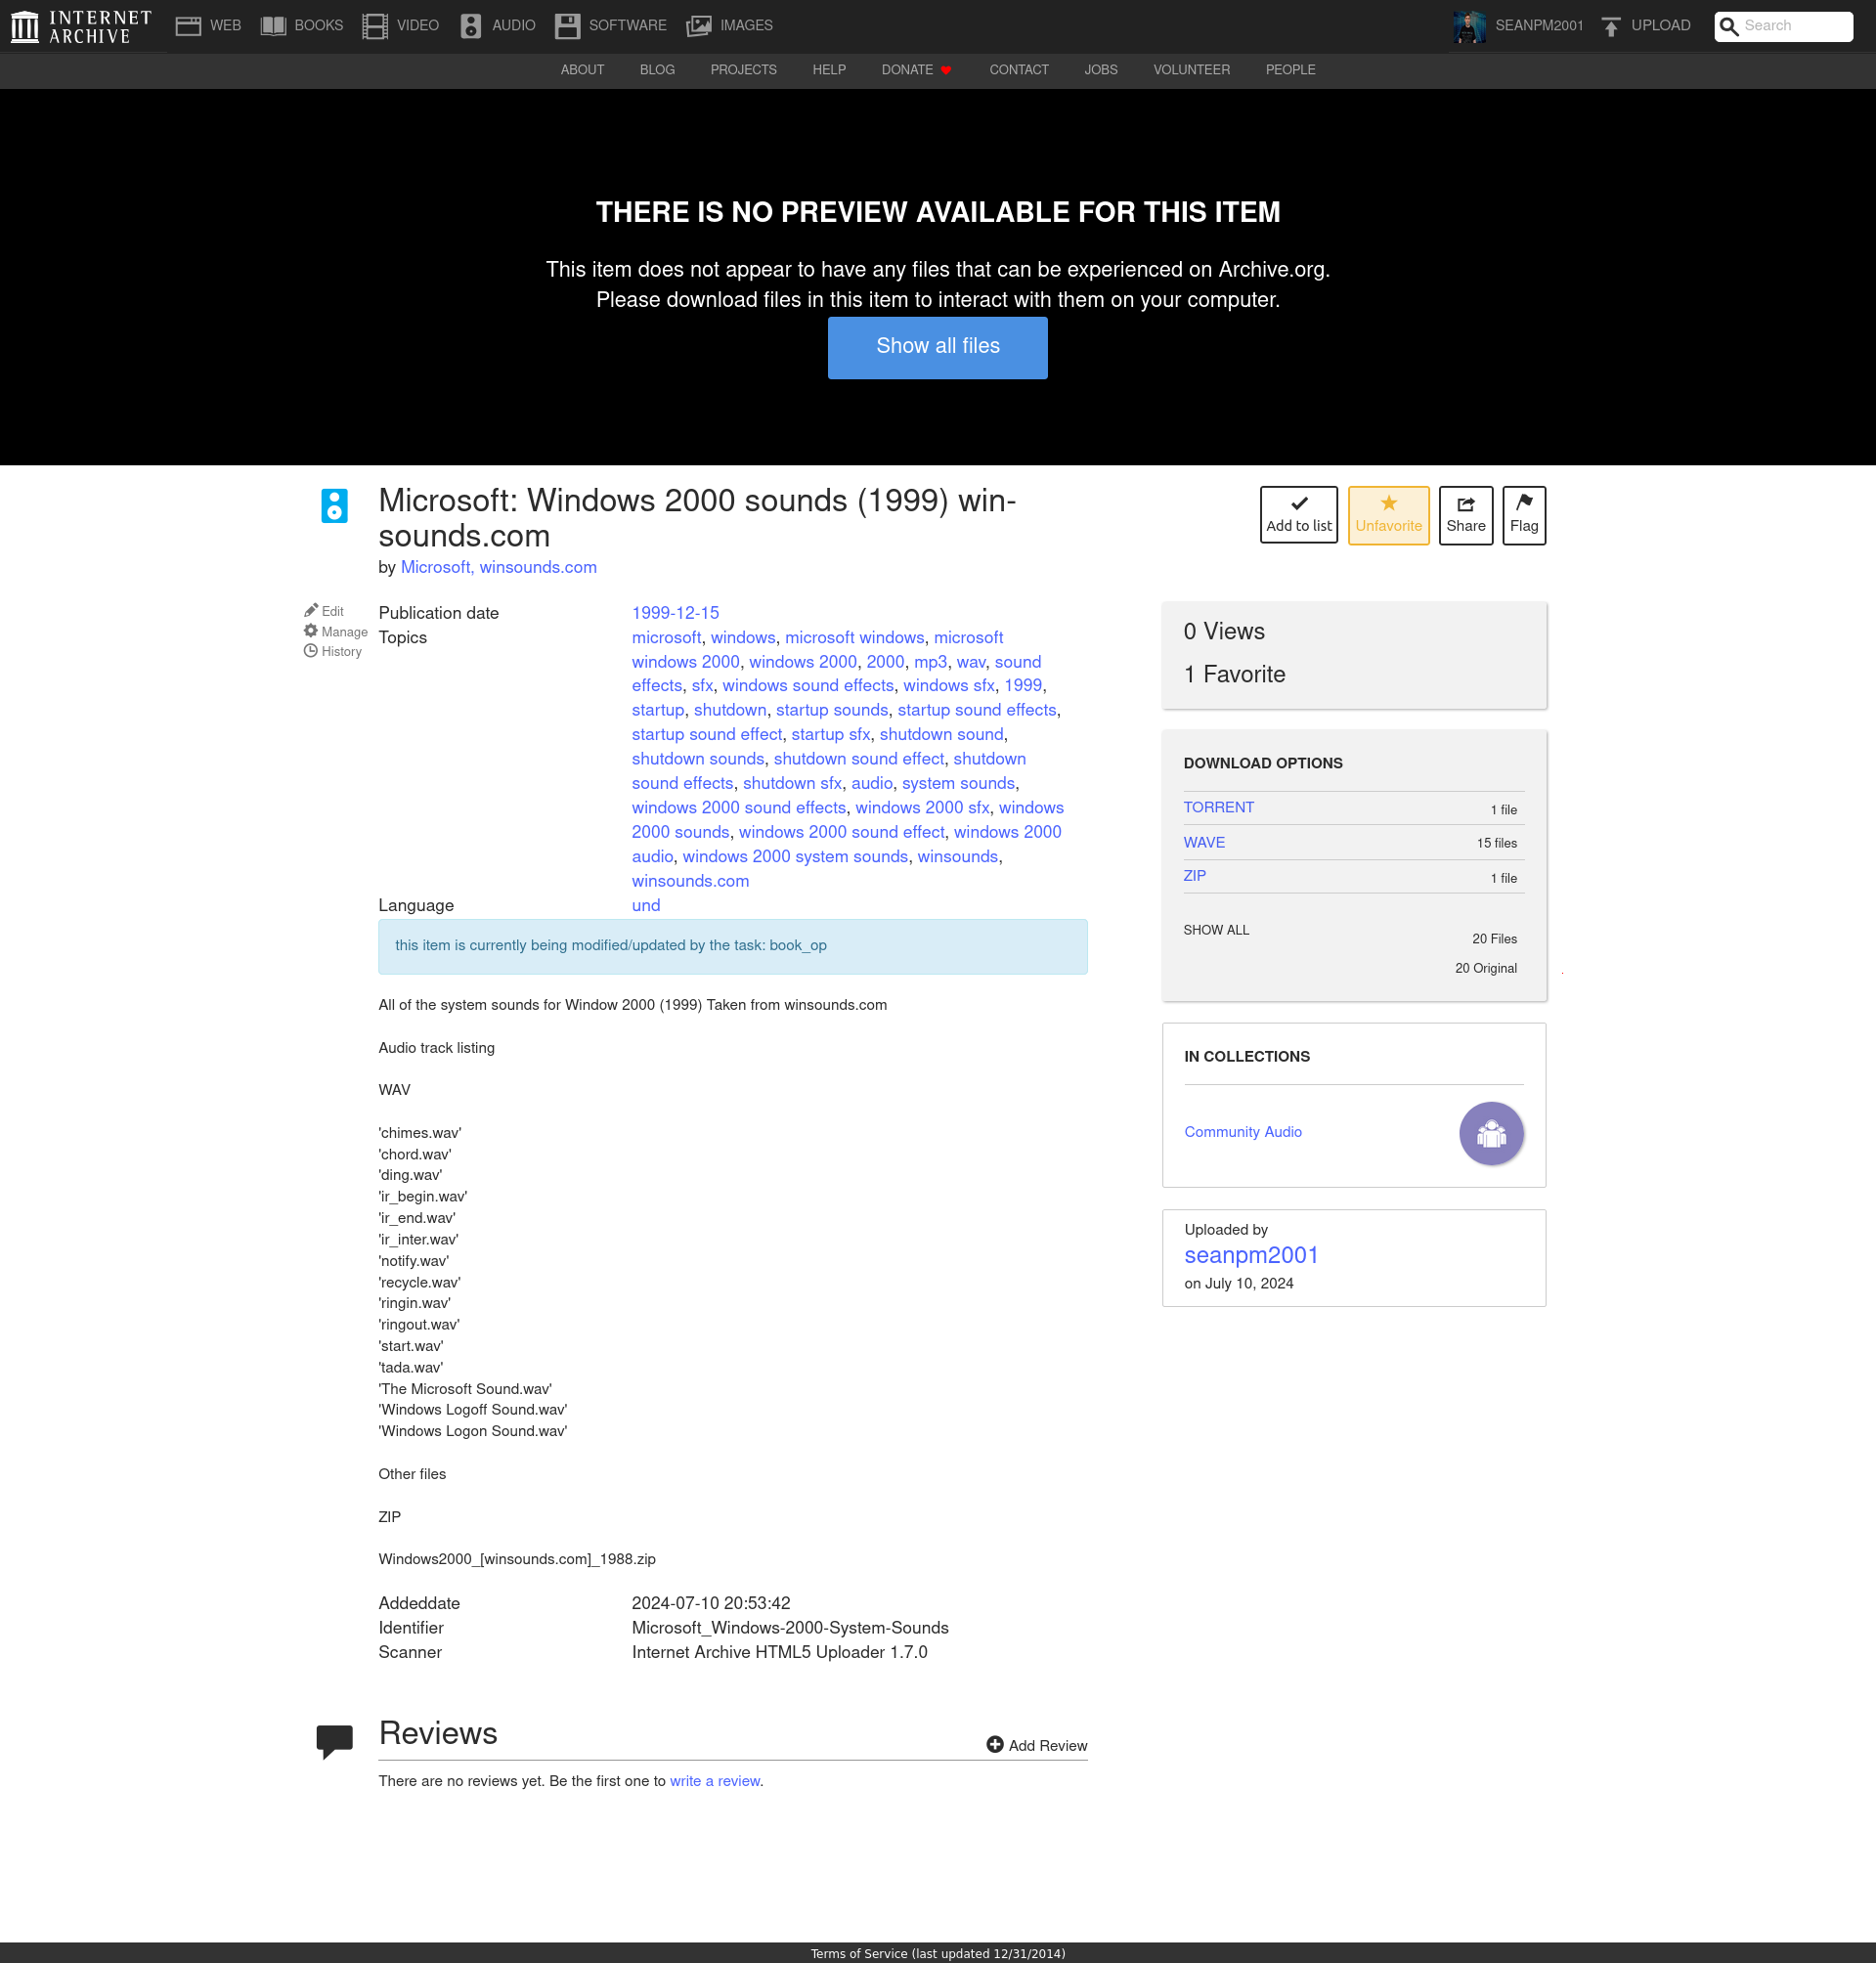 INTERNET ARCHIVE WEB BOOKS VIDEO AUDIO SOFTWARE IMAGES SEANPM2001 UPLOAD Search
ABOUT BLOG PROJECTS HELP DONATE CONTACT JOBS VOLUNTEER PEOPLE
THERE IS NO PREVIEW AVAILABLE FOR THIS ITEM
This item does not appear to have any files that can be experienced on Archive.org.
Please download files in this item to interact with them on your computer.
Show all files
Microsoft: Windows 2000 sounds (1999) win-
sounds.com
by Microsoft, winsounds.com
Add to list Unfavorite Share Flag
Edit
Manage
History
Publication date 1999-12-15
Topics microsoft, windows, microsoft windows, microsoft
windows 2000, windows 2000, 2000, mp3, wav, sound
effects, sfx, windows sound effects, windows sfx, 1999,
startup, shutdown, startup sounds, startup sound effects,
startup sound effect, startup sfx, shutdown sound,
shutdown sounds, shutdown sound effect, shutdown
sound effects, shutdown sfx, audio, system sounds,
windows 2000 sound effects, windows 2000 sfx, windows
2000 sounds, windows 2000 sound effect, windows 2000
audio, windows 2000 system sounds, winsounds,
winsounds.com
Language und
this item is currently being modified/updated by the task: book_op
All of the system sounds for Window 2000 (1999) Taken from winsounds.com
Audio track listing
WAV
'chimes.wav'
'chord.wav'
'ding.wav'
'ir_begin.wav'
'ir_end.wav'
'ir_inter.wav'
'notify.wav'
'recycle.wav'
'ringin.wav'
'ringout.wav'
'start.wav'
'tada.wav'
'The Microsoft Sound.wav'
'Windows Logoff Sound.wav'
'Windows Logon Sound.wav'
Other files
ZIP
Windows2000_[winsounds.com]_1988.zip
Addeddate 2024-07-10 20:53:42
Identifier Microsoft_Windows-2000-System-Sounds
Scanner Internet Archive HTML5 Uploader 1.7.0
0 Views
1 Favorite
DOWNLOAD OPTIONS
TORRENT 1 file
WAVE 15 files
ZIP 1 file
SHOW ALL 20 Files
20 Original
IN COLLECTIONS
Community Audio
Uploaded by
seanpm2001
on July 10, 2024
Reviews
Add Review
There are no reviews yet. Be the first one to write a review.
Terms of Service (last updated 12/31/2014)